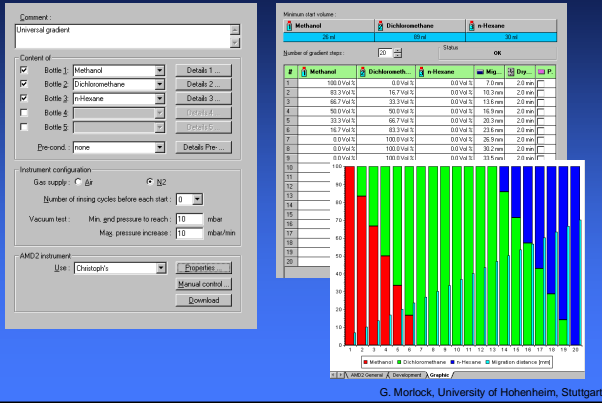 Comment :
Universal gradient
Content of
Bottle 1: Methanol Details 1 ...
Bottle 2: Dichloromethane Details 2 ...
Bottle 3: n-Hexane Details 3 ...
Bottle 4: Details 4 ...
Bottle 5: Details 5 ...
Pre-cond. : none Details Pre- ...
Instrument configuration
Gas supply : Air N2
Number of rinsing cycles before each start : 0
Vacuum test : Min. end pressure to reach : 10 mbar
Max. pressure increase : 10 mbar/min
AMD2 instrument
Use : Christoph's Properties ...
Manual control ...
Download
Minimum start volume :
Methanol Dichloromethane n-Hexane
26 ml 89 ml 30 ml
Number of gradient steps : 20 Status OK
# Methanol Dichlorometh... n-Hexane Mig... Dry... P.
1 100.0 Vol % 0.0 Vol % 0.0 Vol % 7.0 mm 2.0 min
2 83.3 Vol % 16.7 Vol % 0.0 Vol % 10.3 mm 2.0 min
3 66.7 Vol % 33.3 Vol % 0.0 Vol % 13.6 mm 2.0 min
4 50.0 Vol % 50.0 Vol % 0.0 Vol % 16.9 mm 2.0 min
5 33.3 Vol % 66.7 Vol % 0.0 Vol % 20.3 mm 2.0 min
6 16.7 Vol % 83.3 Vol % 0.0 Vol % 23.6 mm 2.0 min
7 0.0 Vol % 100.0 Vol % 0.0 Vol % 26.9 mm 2.0 min
8 0.0 Vol % 100.0 Vol % 0.0 Vol % 30.2 mm 2.0 min
9 0.0 Vol % 100.0 Vol % 0.0 Vol % 33.5 mm 2.0 min
10
11
12
13
14
15
16
17
18
19
20
100
90
80
70
60
50
40
30
20
10
0
1 2 3 4 5 6 7 8 9 10 11 12 13 14 15 16 17 18 19 20
Methanol Dichloromethane n-Hexane Migration distance [mm]
AMD2 General Development Graphic
G. Morlock, University of Hohenheim, Stuttgart